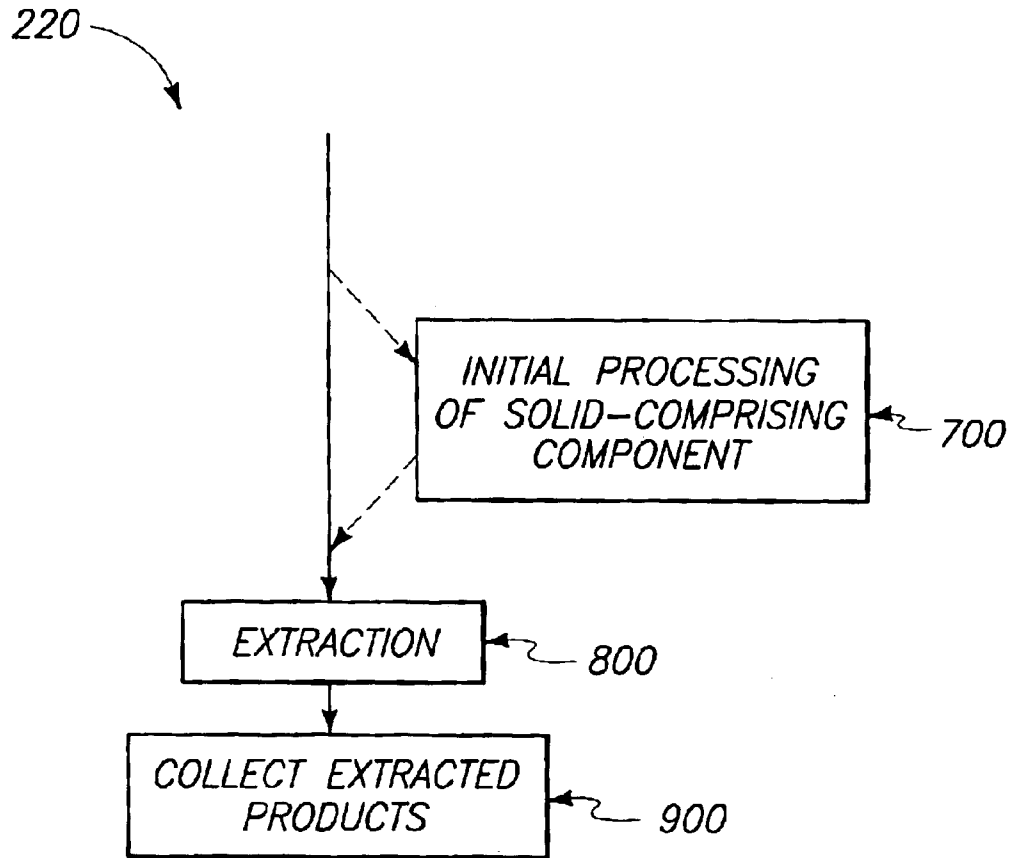 220
INITIAL PROCESSING
OF SOLID-COMPRISING
COMPONENT
700
EXTRACTION
800
COLLECT EXTRACTED
PRODUCTS
900